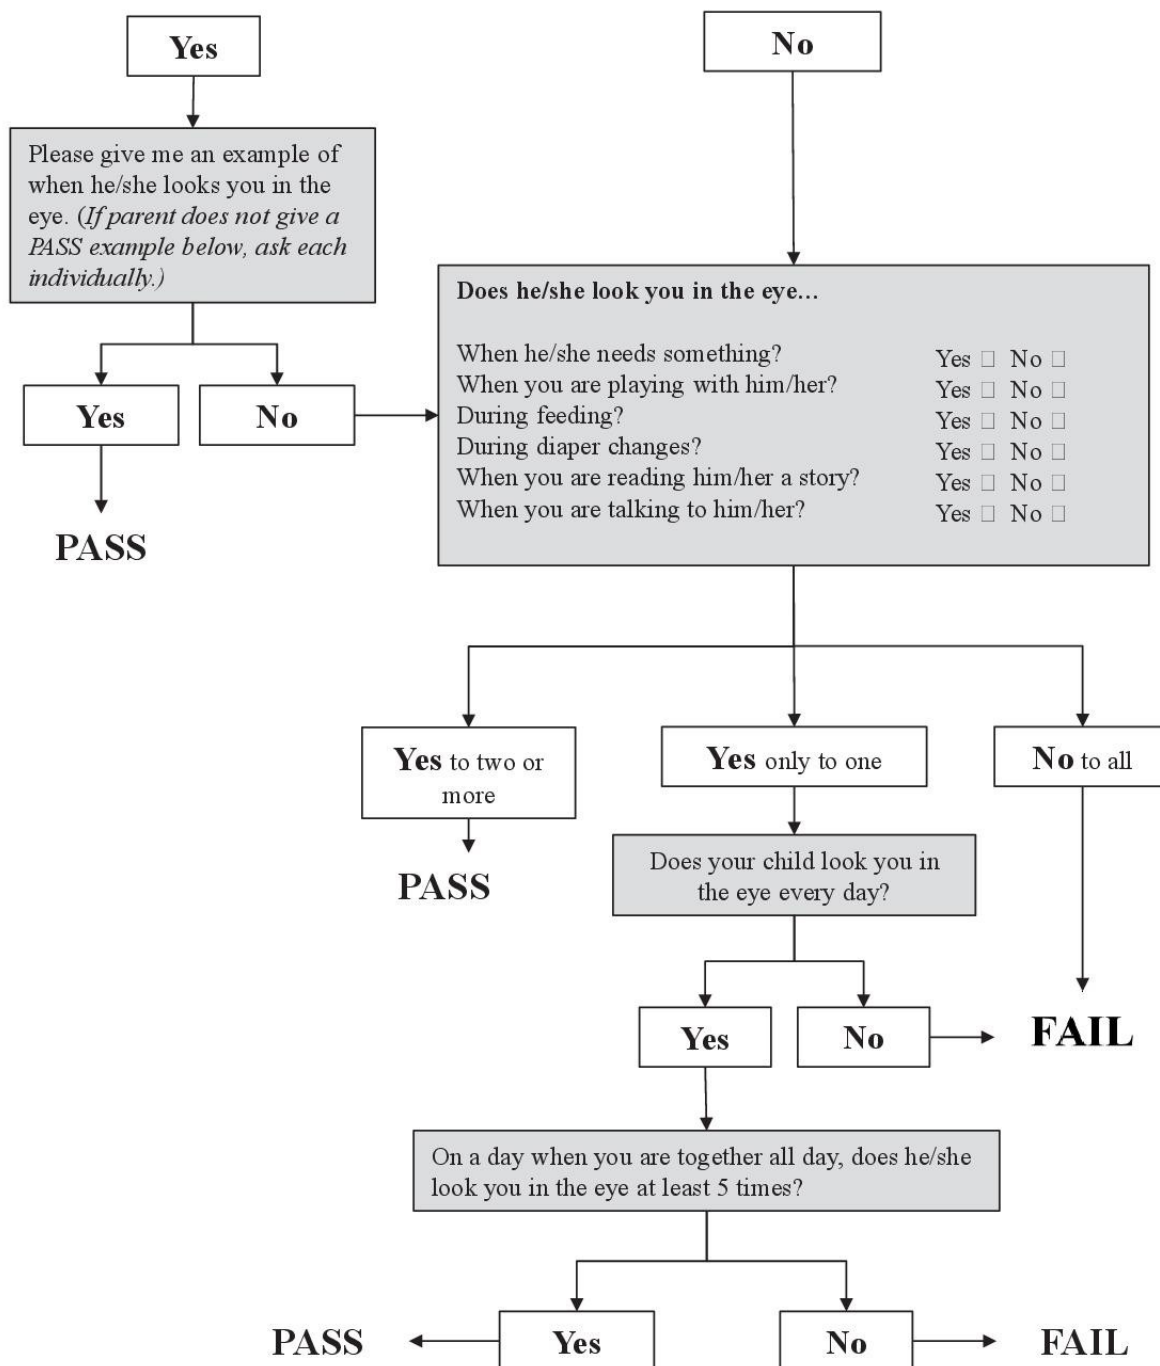 Yes
No
Please give me an example of
when he/she looks you in the
eye. (If parent does not give a
PASS example below, ask each
individually.)
Yes
No
PASS
Does he/she look you in the eye…
When he/she needs something? Yes □ No □
When you are playing with him/her? Yes □ No □
During feeding? Yes □ No □
During diaper changes? Yes □ No □
When you are reading him/her a story? Yes □ No □
When you are talking to him/her? Yes □ No □
Yes to two or
more
Yes only to one
No to all
PASS
Does your child look you in
the eye every day?
Yes
No
FAIL
On a day when you are together all day, does he/she
look you in the eye at least 5 times?
PASS
Yes
No
FAIL